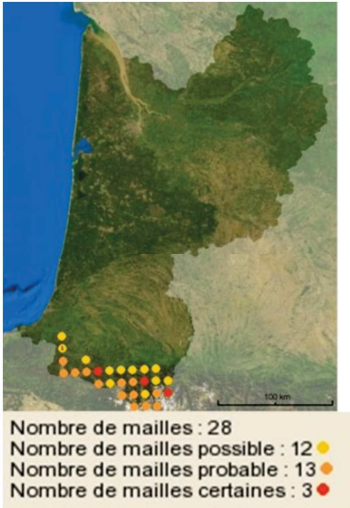 100 km
Nombre de mailles : 28
Nombre de mailles possible : 12
Nombre de mailles probable : 13
Nombre de mailles certaines : 3